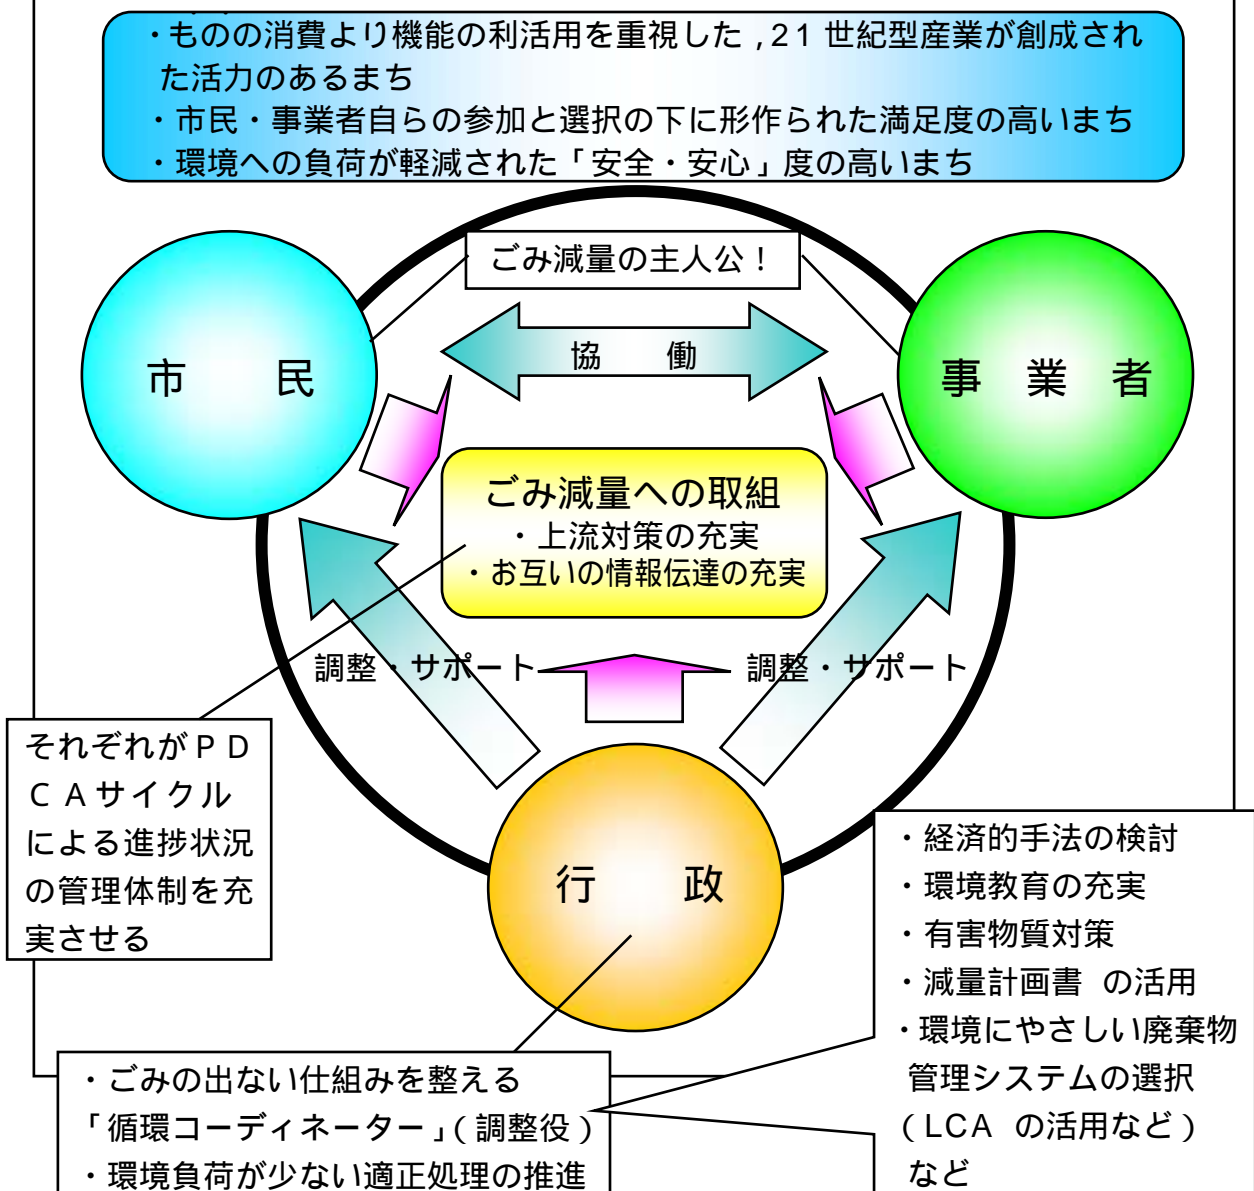 ・ものの消費より機能の利活用を重視した,21世紀型産業が創成され
た活力のあるまち
・市民・事業者自らの参加と選択の下に形作られた満足度の高いまち
・環境への負荷が軽減された「安全・安心」度の高いまち
ごみ減量の主人公！
市　民
協　働
事　業　者
ごみ減量への取組
・上流対策の充実
・お互いの情報伝達の充実
調整・サポート
調整・サポート
それぞれがＰＤ
ＣＡサイクル
による進捗状況
の管理体制を充
実させる
行　政
・経済的手法の検討
・環境教育の充実
・有害物質対策
・減量計画書 の活用
・環境にやさしい廃棄物
管理システムの選択
(LCA の活用など)
など
・ごみの出ない仕組みを整える
「循環コーディネーター」(調整役)
・環境負荷が少ない適正処理の推進